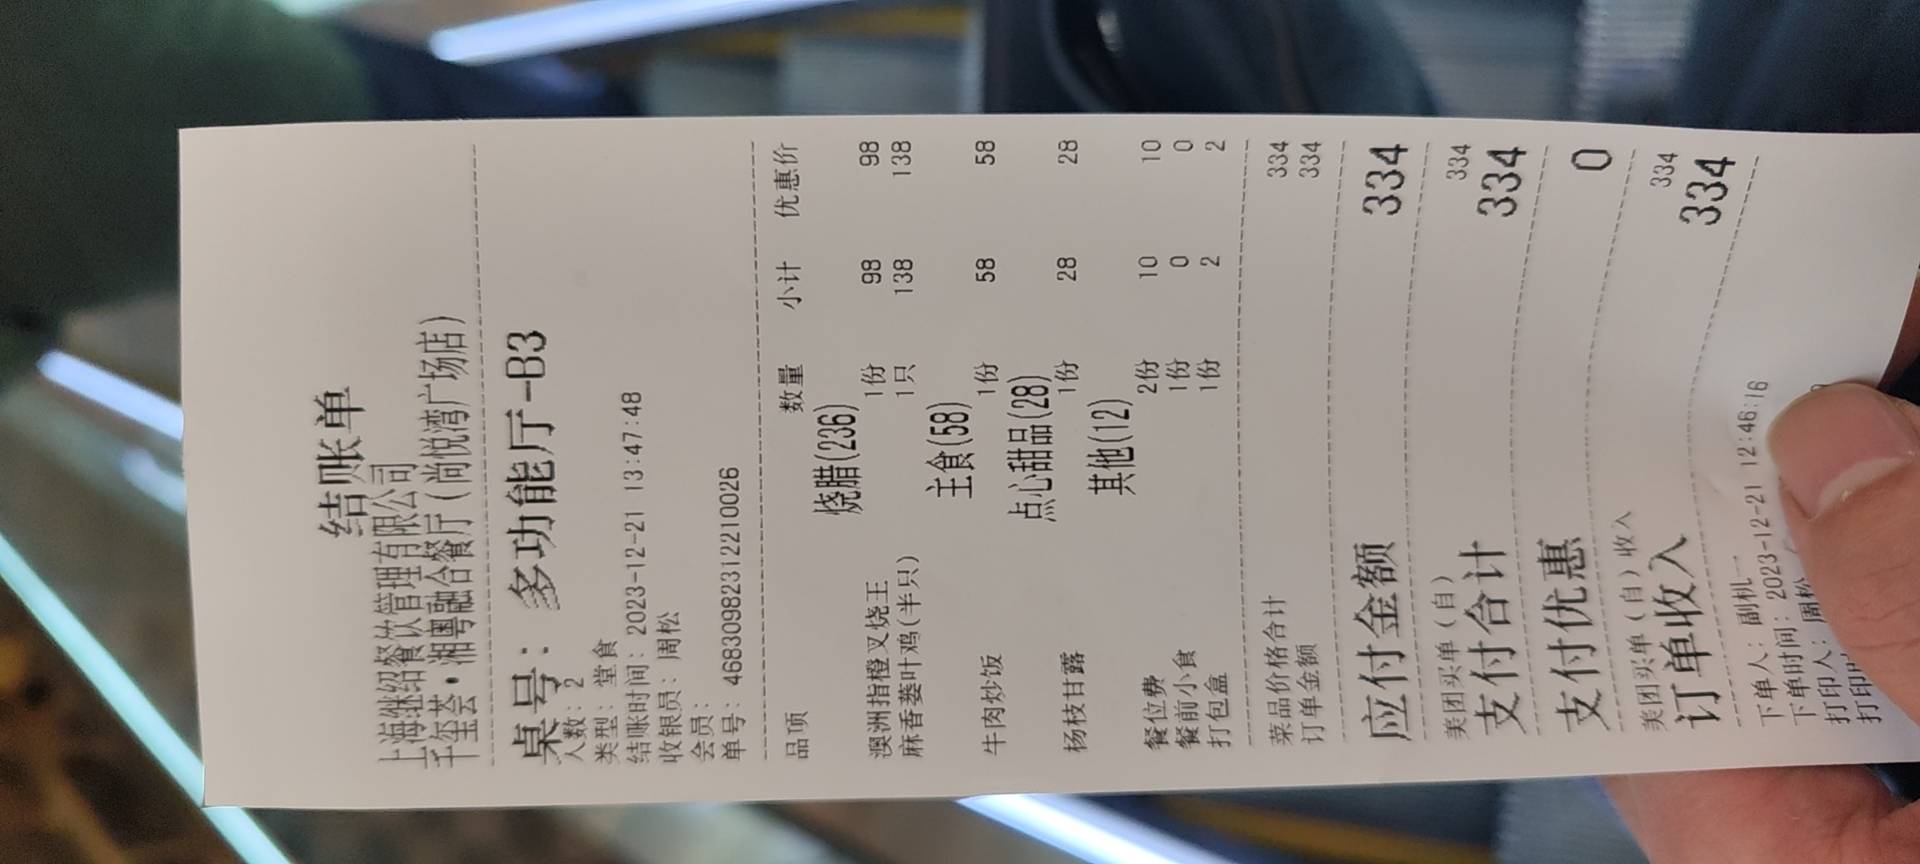 结账单
上海继绍餐饮管理有限公司
千玺荟·湘粤融合餐厅(尚悦湾广场店)
桌号: 多功能厅-B3
人数: 2
类型: 堂食
结账时间: 2023-12-21 13:47:48
收银员: 周松
会员:
单号: 4683098231221 0026
品项 数量 小计 优惠价
烧腊(236)
澳洲指橙叉烧王 1份 98 98
麻香蒌叶鸡(半只) 1只 138 138
主食(58)
牛肉炒饭 1份 58 58
点心甜品(28)
杨枝甘露 1份 28 28
其他(12)
餐位费 2份 10 10
餐前小食 1份 0 0
打包盒 1份 2 2
菜品价格合计 334
订单金额 334
应付金额 334
美团买单(自) 334
支付合计 334
支付优惠 0
美团买单(自)收入 334
订单收入 334
下单人: 副机一
下单时间: 2023-12-21 12:46:16
打印人: 周松